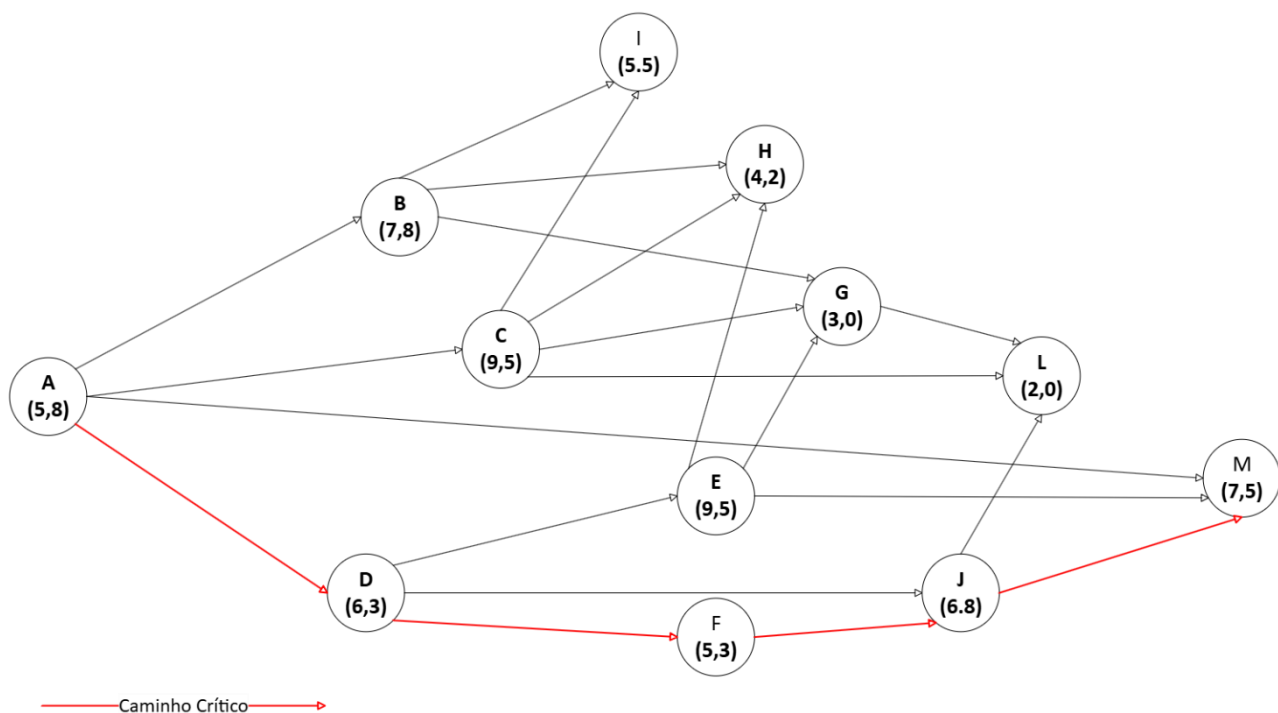 I
(5.5)
H
(4,2)
B
(7,8)
G
(3,0)
C
(9,5)
L
(2,0)
A
(5,8)
M
(7,5)
E
(9,5)
D
(6,3)
J
(6.8)
F
(5,3)
Caminho Crítico